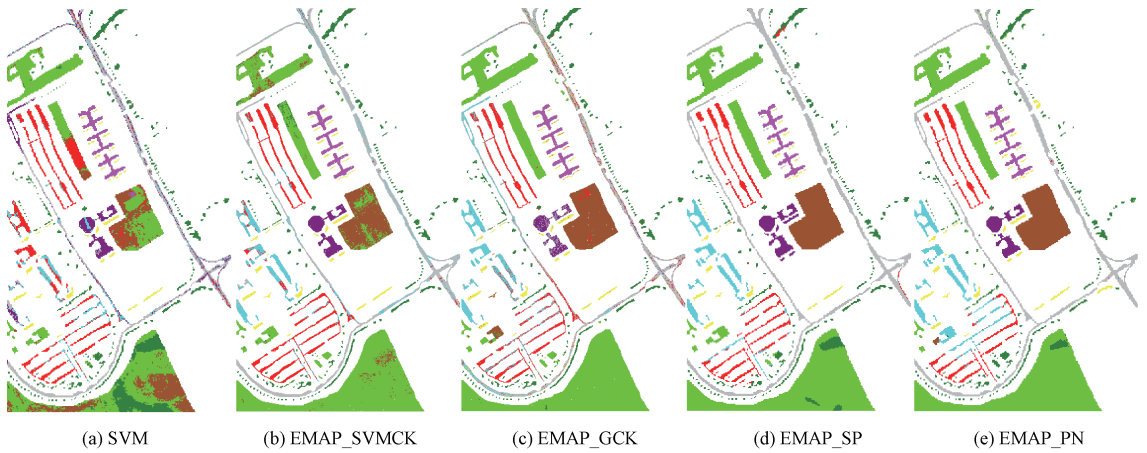 (a) SVM
(b) EMAP_SVMCK
(c) EMAP_GCK
(d) EMAP_SP
(e) EMAP_PN